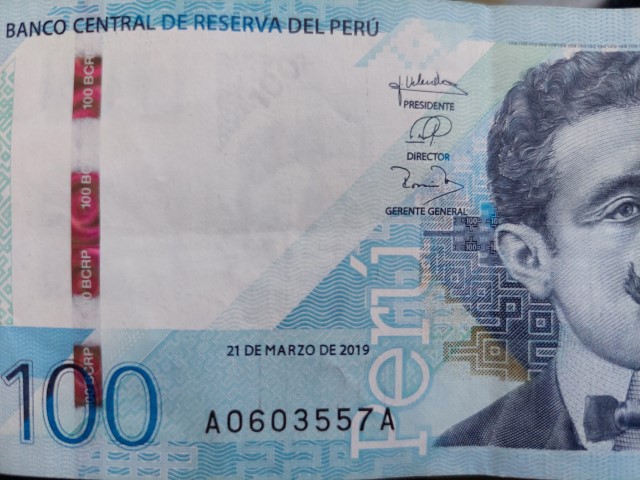 BANCO CENTRAL DE RESERVA DEL PERÚ
100 BCRP 100 BCRP 100 BCRP 100 BCRP
100
PRESIDENTE
DIRECTOR
GERENTE GENERAL
21 DE MARZO DE 2019
A0603557A
Perú